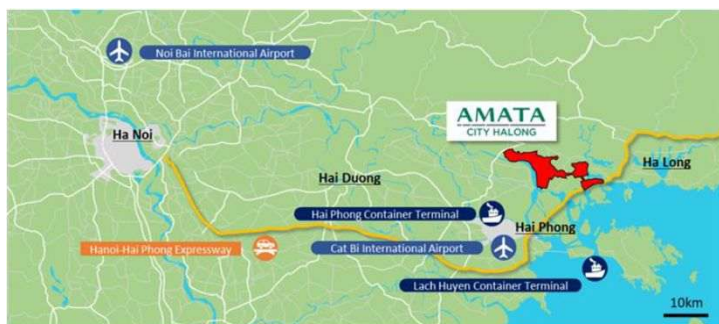 Noi Bai International Airport
AMATA
CITY HALONG
Ha Noi
Ha Long
Hai Duong
Hai Phong Container Terminal
Hai Phong
Hanoi-Hai Phong Expressway
Cat Bi International Airport
Lach Huyen Container Terminal
10km